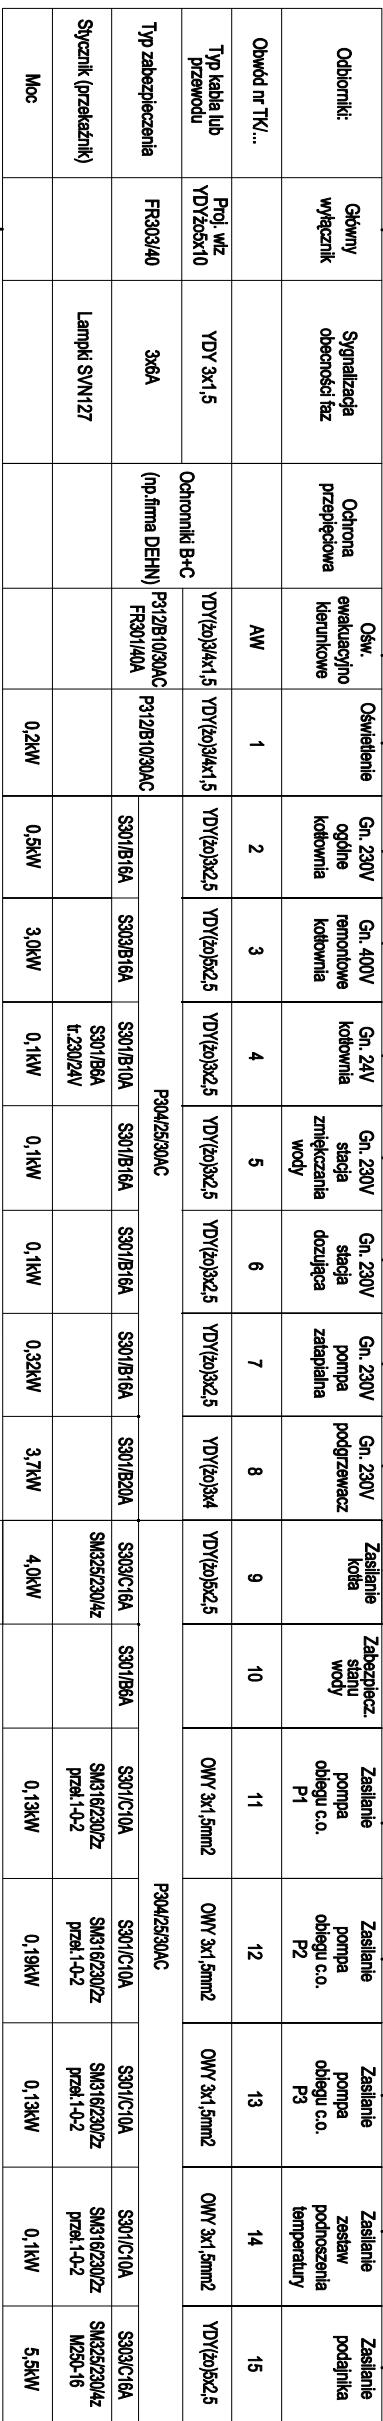 Odbiorniki:
Główny
wyłącznik
Sygnalizacja
obecności faz
Ochrona
przepięciowa
Ośw.
ewakuacyjno
kierunkowe
Oświetlenie
Gn. 230V
ogólne
kotłownia
Gn. 400V
remontowe
kotłownia
Gn. 24V
kotłownia
Gn. 230V
stacja
zmiękczania
wody
Gn. 230V
stacja
dozująca
Gn. 230V
pompa
zatapialna
Gn. 230V
podgrzewacz
Zasilanie
kotła
Zabezpiecz.
stanu
wody
Zasilanie
pompa
obiegu c.o.
P1
Zasilanie
pompa
obiegu c.o.
P2
Zasilanie
pompa
obiegu c.o.
P3
Zasilanie
zestaw
podnoszenia
temperatury
Zasilanie
podajnika
Obwód nr TK/...
AW
1
2
3
4
5
6
7
8
9
10
11
12
13
14
15
Typ kabla lub
przewodu
Proj. wlz
YDYżo5x10
YDY 3x1,5
Ochronniki B+C
(np.firma DEHN)
YDY(żo)3/4x1,5
YDY(żo)3/4x1,5
YDY(żo)3x2,5
YDY(żo)5x2,5
YDY(żo)3x2,5
YDY(żo)3x2,5
YDY(żo)3x2,5
YDY(żo)3x2,5
YDY(żo)3x4
YDY(żo)5x2,5
OWY 3x1,5mm2
OWY 3x1,5mm2
OWY 3x1,5mm2
OWY 3x1,5mm2
YDY(żo)5x2,5
Typ zabezpieczenia
FR303/40
3x6A
P312/B10/30AC
FR301/40A
P312/B10/30AC
P304/25/30AC
P304/25/30AC
S301/B16A
S303/B16A
S301/B10A
S301/B16A
S301/B16A
S301/B16A
S301/B20A
S303/C16A
S301/B6A
S301/C10A
S301/C10A
S301/C10A
S301/C10A
S303/C16A
Stycznik (przekaźnik)
Lampki SVN127
S301/B6A
tr.230/24V
SM325/230/4z
SM316/230/2z
przeł.1-0-2
SM316/230/2z
przeł.1-0-2
SM316/230/2z
przeł.1-0-2
SM316/230/2z
przeł.1-0-2
SM325/230/4z
M250-16
Moc
0,2kW
0,5kW
3,0kW
0,1kW
0,1kW
0,1kW
0,32kW
3,7kW
4,0kW
0,13kW
0,19kW
0,13kW
0,1kW
5,5kW